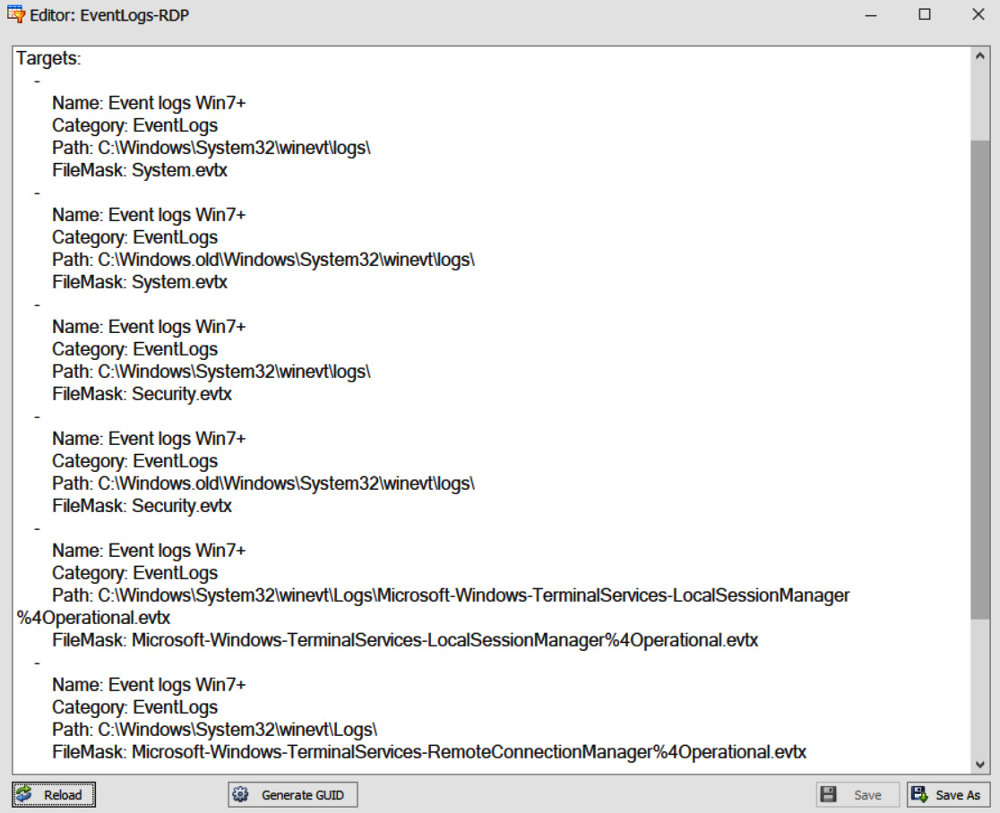 Editor: EventLogs-RDP
Targets:
-
Name: Event logs Win7+
Category: EventLogs
Path: C:\Windows\System32\winevt\logs\
FileMask: System.evtx
-
Name: Event logs Win7+
Category: EventLogs
Path: C:\Windows.old\Windows\System32\winevt\logs\
FileMask: System.evtx
-
Name: Event logs Win7+
Category: EventLogs
Path: C:\Windows\System32\winevt\logs\
FileMask: Security.evtx
-
Name: Event logs Win7+
Category: EventLogs
Path: C:\Windows.old\Windows\System32\winevt\logs\
FileMask: Security.evtx
-
Name: Event logs Win7+
Category: EventLogs
Path: C:\Windows\System32\winevt\Logs\Microsoft-Windows-TerminalServices-LocalSessionManager
%4Operational.evtx
FileMask: Microsoft-Windows-TerminalServices-LocalSessionManager%4Operational.evtx
-
Name: Event logs Win7+
Category: EventLogs
Path: C:\Windows\System32\winevt\Logs\
FileMask: Microsoft-Windows-TerminalServices-RemoteConnectionManager%4Operational.evtx
Reload Generate GUID Save Save As